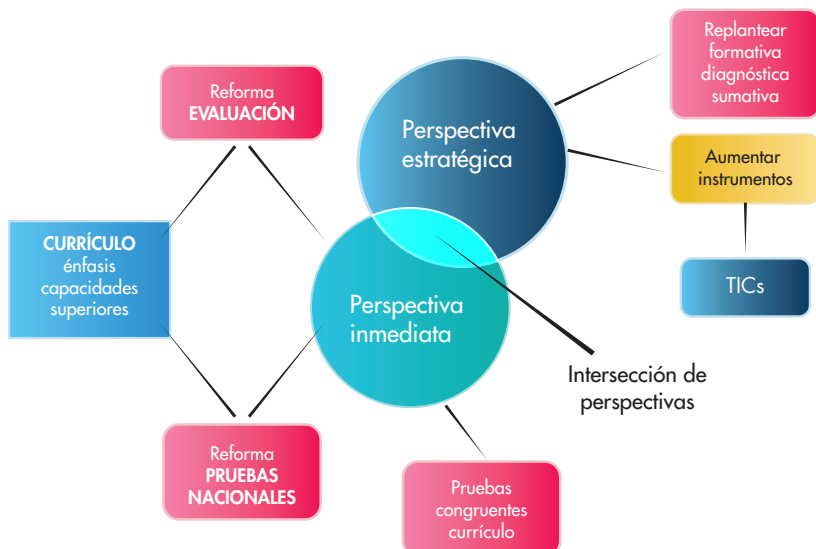 Reforma
EVALUACIÓN
CURRÍCULO
énfasis
capacidades
superiores
Reforma
PRUEBAS
NACIONALES
Perspectiva
estratégica
Perspectiva
inmediata
Replantear
formativa
diagnóstica
sumativa
Aumentar
instrumentos
TICs
Intersección de
perspectivas
Pruebas
congruentes
currículo